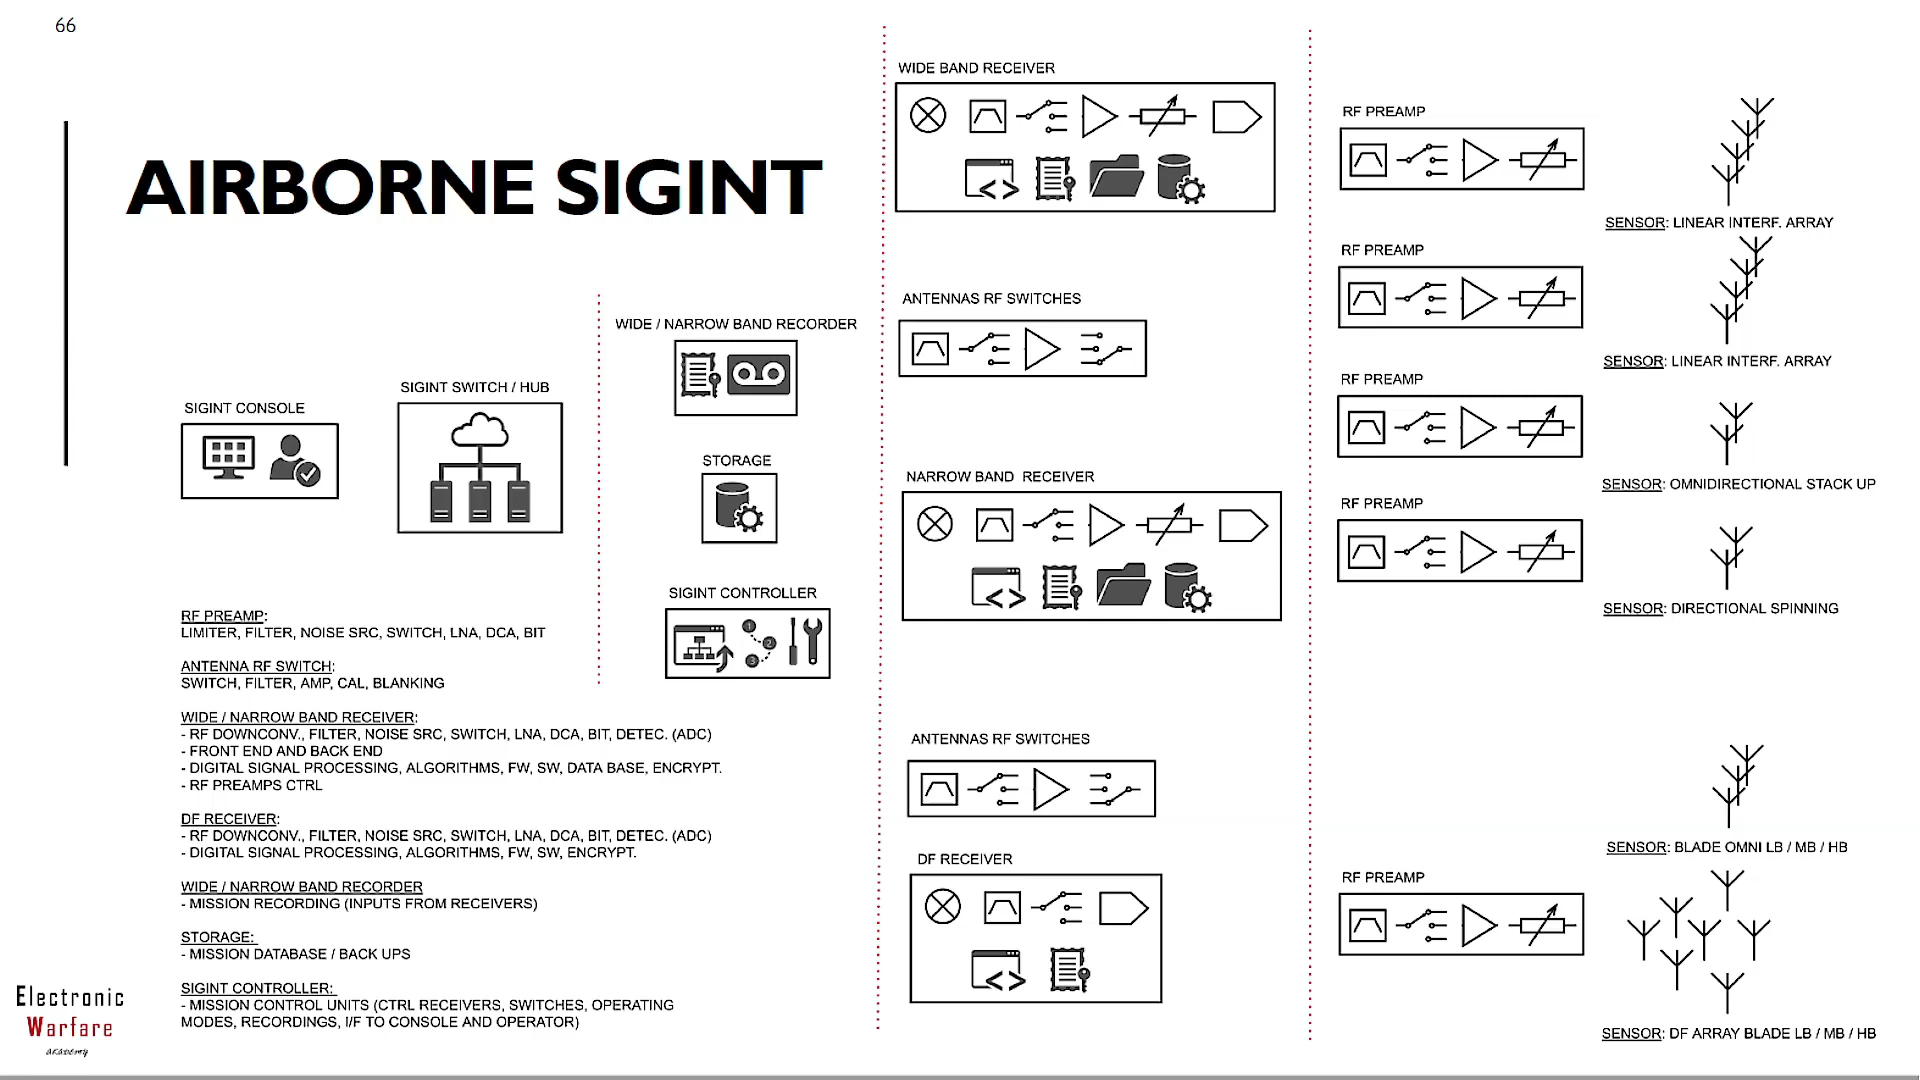 66
AIRBORNE SIGINT
SIGINT CONSOLE
SIGINT SWITCH / HUB
WIDE / NARROW BAND RECORDER
STORAGE
SIGINT CONTROLLER
1
2
3
RF PREAMP:
LIMITER, FILTER, NOISE SRC, SWITCH, LNA, DCA, BIT
ANTENNA RF SWITCH:
SWITCH, FILTER, AMP, CAL, BLANKING
WIDE / NARROW BAND RECEIVER:
- RF DOWNCONV., FILTER, NOISE SRC, SWITCH, LNA, DCA, BIT, DETEC. (ADC)
- FRONT END AND BACK END
- DIGITAL SIGNAL PROCESSING, ALGORITHMS, FW, SW, DATA BASE, ENCRYPT.
- RF PREAMPS CTRL
DF RECEIVER:
- RF DOWNCONV., FILTER, NOISE SRC, SWITCH, LNA, DCA, BIT, DETEC. (ADC)
- DIGITAL SIGNAL PROCESSING, ALGORITHMS, FW, SW, ENCRYPT.
WIDE / NARROW BAND RECORDER
- MISSION RECORDING (INPUTS FROM RECEIVERS)
STORAGE:
- MISSION DATABASE / BACK UPS
SIGINT CONTROLLER:
- MISSION CONTROL UNITS (CTRL RECEIVERS, SWITCHES, OPERATING
MODES, RECORDINGS, I/F TO CONSOLE AND OPERATOR)
Electronic
Warfare
academy
WIDE BAND RECEIVER
ANTENNAS RF SWITCHES
NARROW BAND RECEIVER
ANTENNAS RF SWITCHES
DF RECEIVER
RF PREAMP
SENSOR: LINEAR INTERF. ARRAY
RF PREAMP
SENSOR: LINEAR INTERF. ARRAY
RF PREAMP
SENSOR: OMNIDIRECTIONAL STACK UP
RF PREAMP
SENSOR: DIRECTIONAL SPINNING
SENSOR: BLADE OMNI LB / MB / HB
RF PREAMP
SENSOR: DF ARRAY BLADE LB / MB / HB